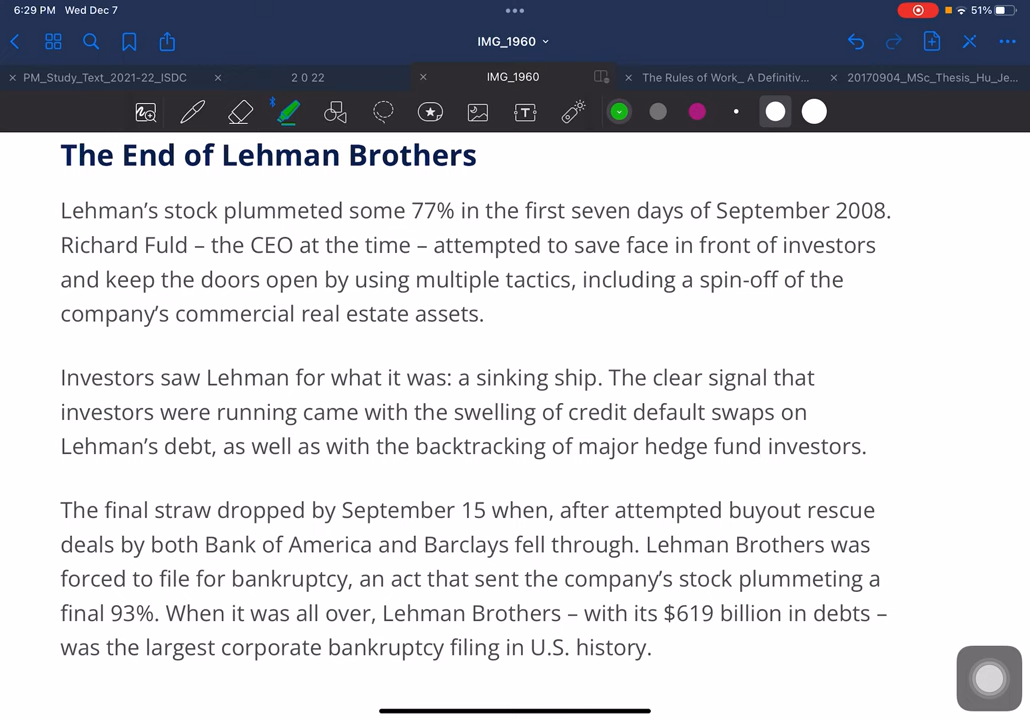 6:29 PM Wed Dec 7
51%
IMG_1960
PM_Study_Text_2021-22_ISDC
2 0 22
IMG_1960
The Rules of Work_ A Definitiv...
20170904_MSc_Thesis_Hu_Je...
The End of Lehman Brothers
Lehman’s stock plummeted some 77% in the first seven days of September 2008.
Richard Fuld – the CEO at the time – attempted to save face in front of investors
and keep the doors open by using multiple tactics, including a spin-off of the
company’s commercial real estate assets.
Investors saw Lehman for what it was: a sinking ship. The clear signal that
investors were running came with the swelling of credit default swaps on
Lehman’s debt, as well as with the backtracking of major hedge fund investors.
The final straw dropped by September 15 when, after attempted buyout rescue
deals by both Bank of America and Barclays fell through. Lehman Brothers was
forced to file for bankruptcy, an act that sent the company’s stock plummeting a
final 93%. When it was all over, Lehman Brothers – with its $619 billion in debts –
was the largest corporate bankruptcy filing in U.S. history.